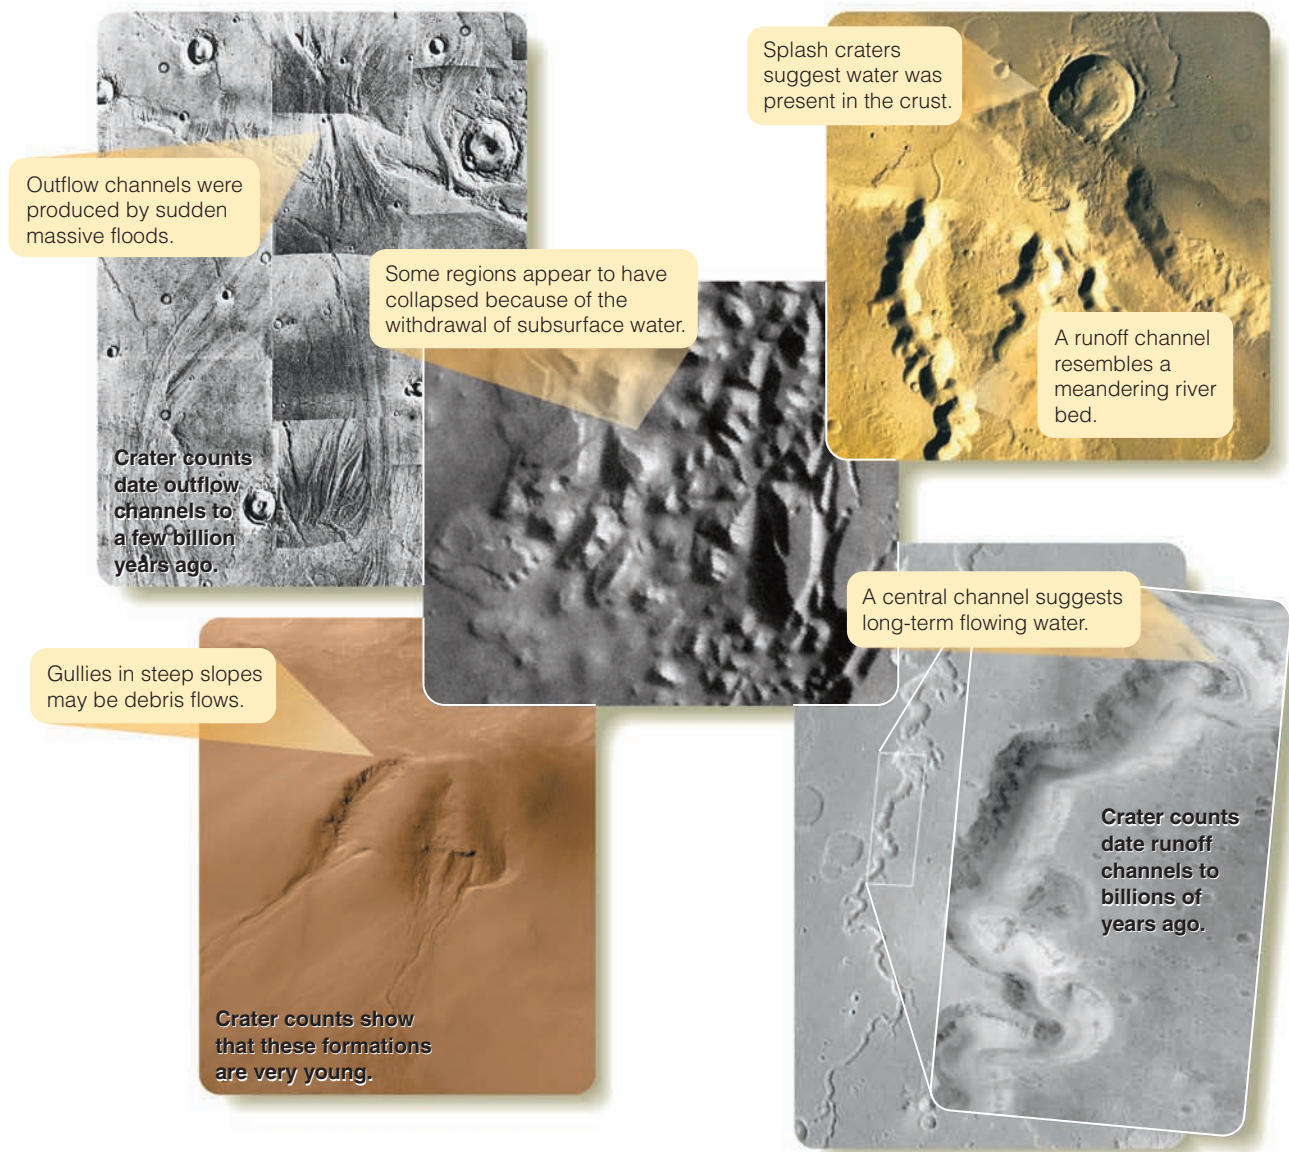 Splash craters
suggest water was
present in the crust.
Outflow channels were
produced by sudden
massive floods.
Some regions appear to have
collapsed because of the
withdrawal of subsurface water.
A runoff channel
resembles a
meandering river
bed.
Crater counts
date outflow
channels to
a few billion
years ago.
A central channel suggests
long-term flowing water.
Gullies in steep slopes
may be debris flows.
Crater counts
date runoff
channels to
billions of
years ago.
Crater counts show
that these formations
are very young.